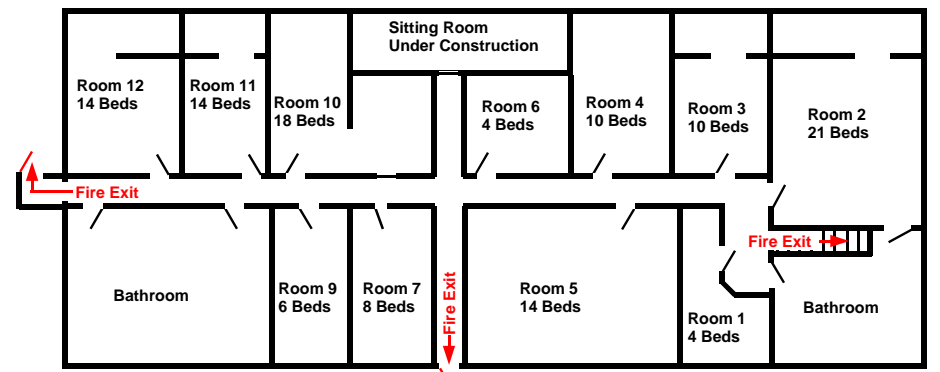 Sitting Room
Under Construction
Room 12
14 Beds
Room 11
14 Beds
Room 10
18 Beds
Room 6
4 Beds
Room 4
10 Beds
Room 3
10 Beds
Room 2
21 Beds
Fire Exit
Fire Exit
Bathroom
Room 9
6 Beds
Room 7
8 Beds
Fire Exit
Room 5
14 Beds
Room 1
4 Beds
Bathroom